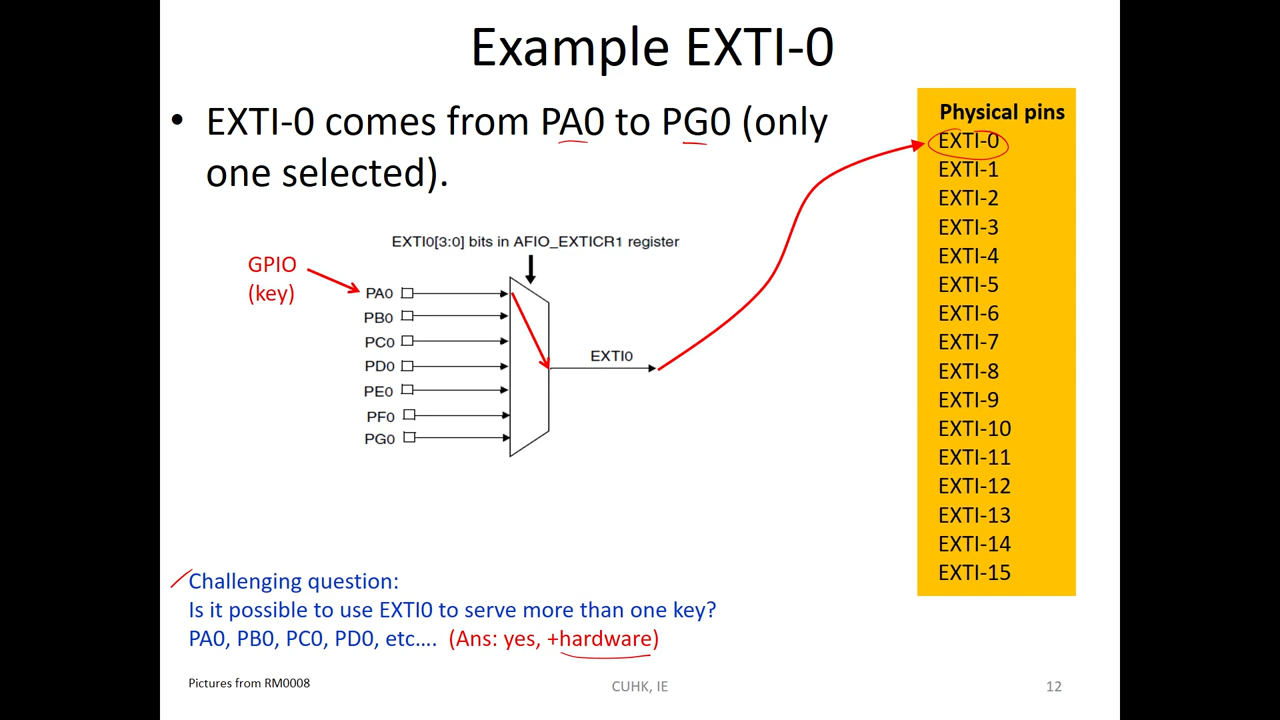 Example EXTI-0
• EXTI-0 comes from PA0 to PG0 (only
one selected).
EXTI0[3:0] bits in AFIO_EXTICR1 register
GPIO
(key)
PA0
PB0
PC0
PD0
PE0
PF0
PG0
EXTI0
Physical pins
EXTI-0
EXTI-1
EXTI-2
EXTI-3
EXTI-4
EXTI-5
EXTI-6
EXTI-7
EXTI-8
EXTI-9
EXTI-10
EXTI-11
EXTI-12
EXTI-13
EXTI-14
EXTI-15
Challenging question:
Is it possible to use EXTI0 to serve more than one key?
PA0, PB0, PC0, PD0, etc.... (Ans: yes, +hardware)
Pictures from RM0008
CUHK, IE
12